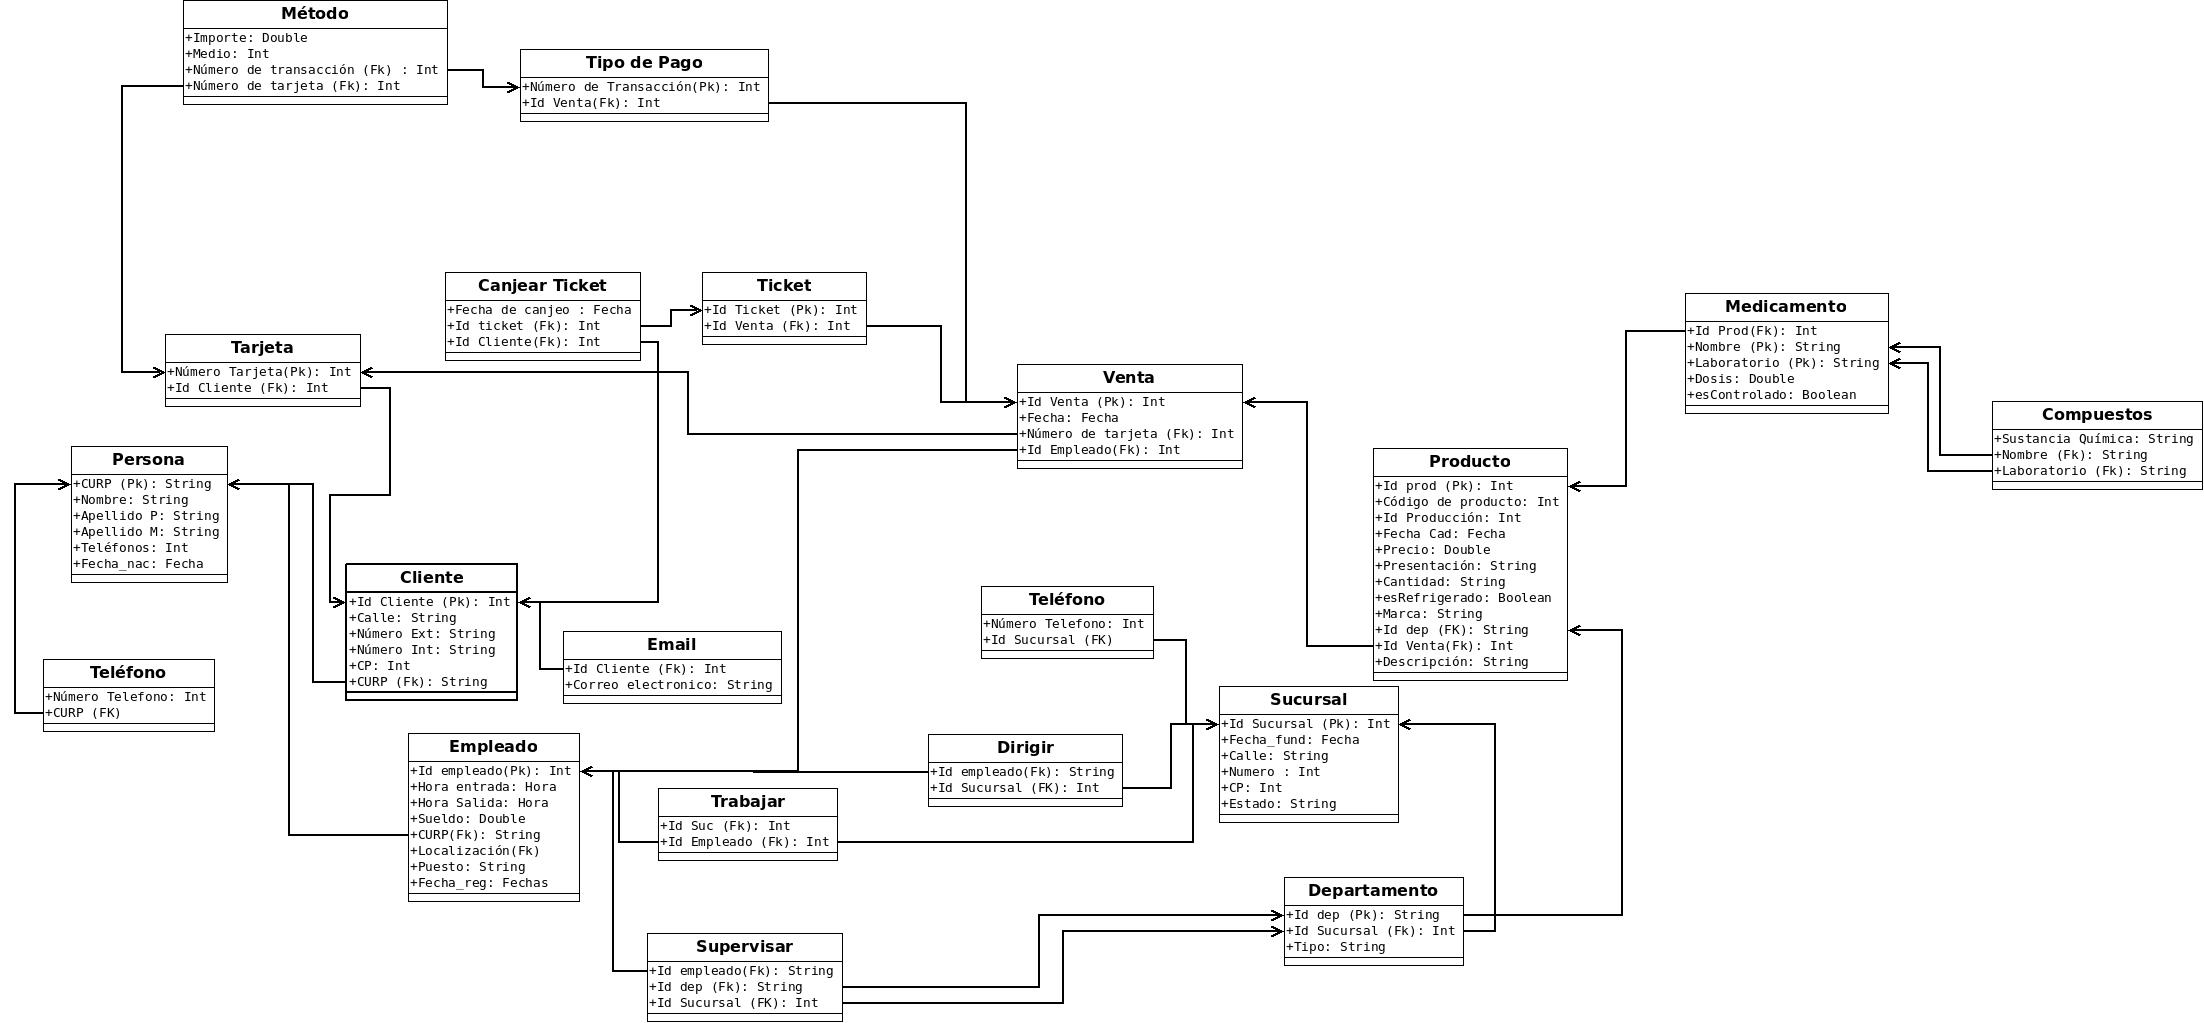 Método
+Importe: Double
+Medio: Int
+Número de transacción (Fk) : Int
+Número de tarjeta (Fk): Int
Tipo de Pago
+Número de Transacción(Pk): Int
+Id Venta(Fk): Int
Canjear Ticket
+Fecha de canjeo : Fecha
+Id ticket (Fk): Int
+Id Cliente(Fk): Int
Ticket
+Id Ticket (Pk): Int
+Id Venta (Fk): Int
Medicamento
+Id Prod(Fk): Int
+Nombre (Pk): String
+Laboratorio (Pk): String
+Dosis: Double
+esControlado: Boolean
Tarjeta
+Número Tarjeta(Pk): Int
+Id Cliente (Fk): Int
Venta
+Id Venta (Pk): Int
+Fecha: Fecha
+Número de tarjeta (Fk): Int
+Id Empleado(Fk): Int
Compuestos
+Sustancia Química: String
+Nombre (Fk): String
+Laboratorio (Fk): String
Persona
+CURP (Pk): String
+Nombre: String
+Apellido P: String
+Apellido M: String
+Teléfonos: Int
+Fecha_nac: Fecha
Producto
+Id prod (Pk): Int
+Código de producto: Int
+Id Producción: Int
+Fecha Cad: Fecha
+Precio: Double
+Presentación: String
+Cantidad: String
+esRefrigerado: Boolean
+Marca: String
+Id dep (FK): String
+Id Venta(Fk): Int
+Descripción: String
Cliente
+Id Cliente (Pk): Int
+Calle: String
+Número Ext: String
+Número Int: String
+CP: Int
+CURP (Fk): String
Teléfono
+Número Telefono: Int
+Id Sucursal (FK)
Email
+Id Cliente (Fk): Int
+Correo electronico: String
Teléfono
+Número Telefono: Int
+CURP (FK)
Sucursal
+Id Sucursal (Pk): Int
+Fecha_fund: Fecha
+Calle: String
+Numero : Int
+CP: Int
+Estado: String
Empleado
+Id empleado(Pk): Int
+Hora entrada: Hora
+Hora Salida: Hora
+Sueldo: Double
+CURP(Fk): String
+Localización(Fk)
+Puesto: String
+Fecha_reg: Fechas
Dirigir
+Id empleado(Fk): String
+Id Sucursal (FK): Int
Trabajar
+Id Suc (Fk): Int
+Id Empleado (Fk): Int
Departamento
+Id dep (Pk): String
+Id Sucursal (Fk): Int
+Tipo: String
Supervisar
+Id empleado(Fk): String
+Id dep (Fk): String
+Id Sucursal (FK): Int